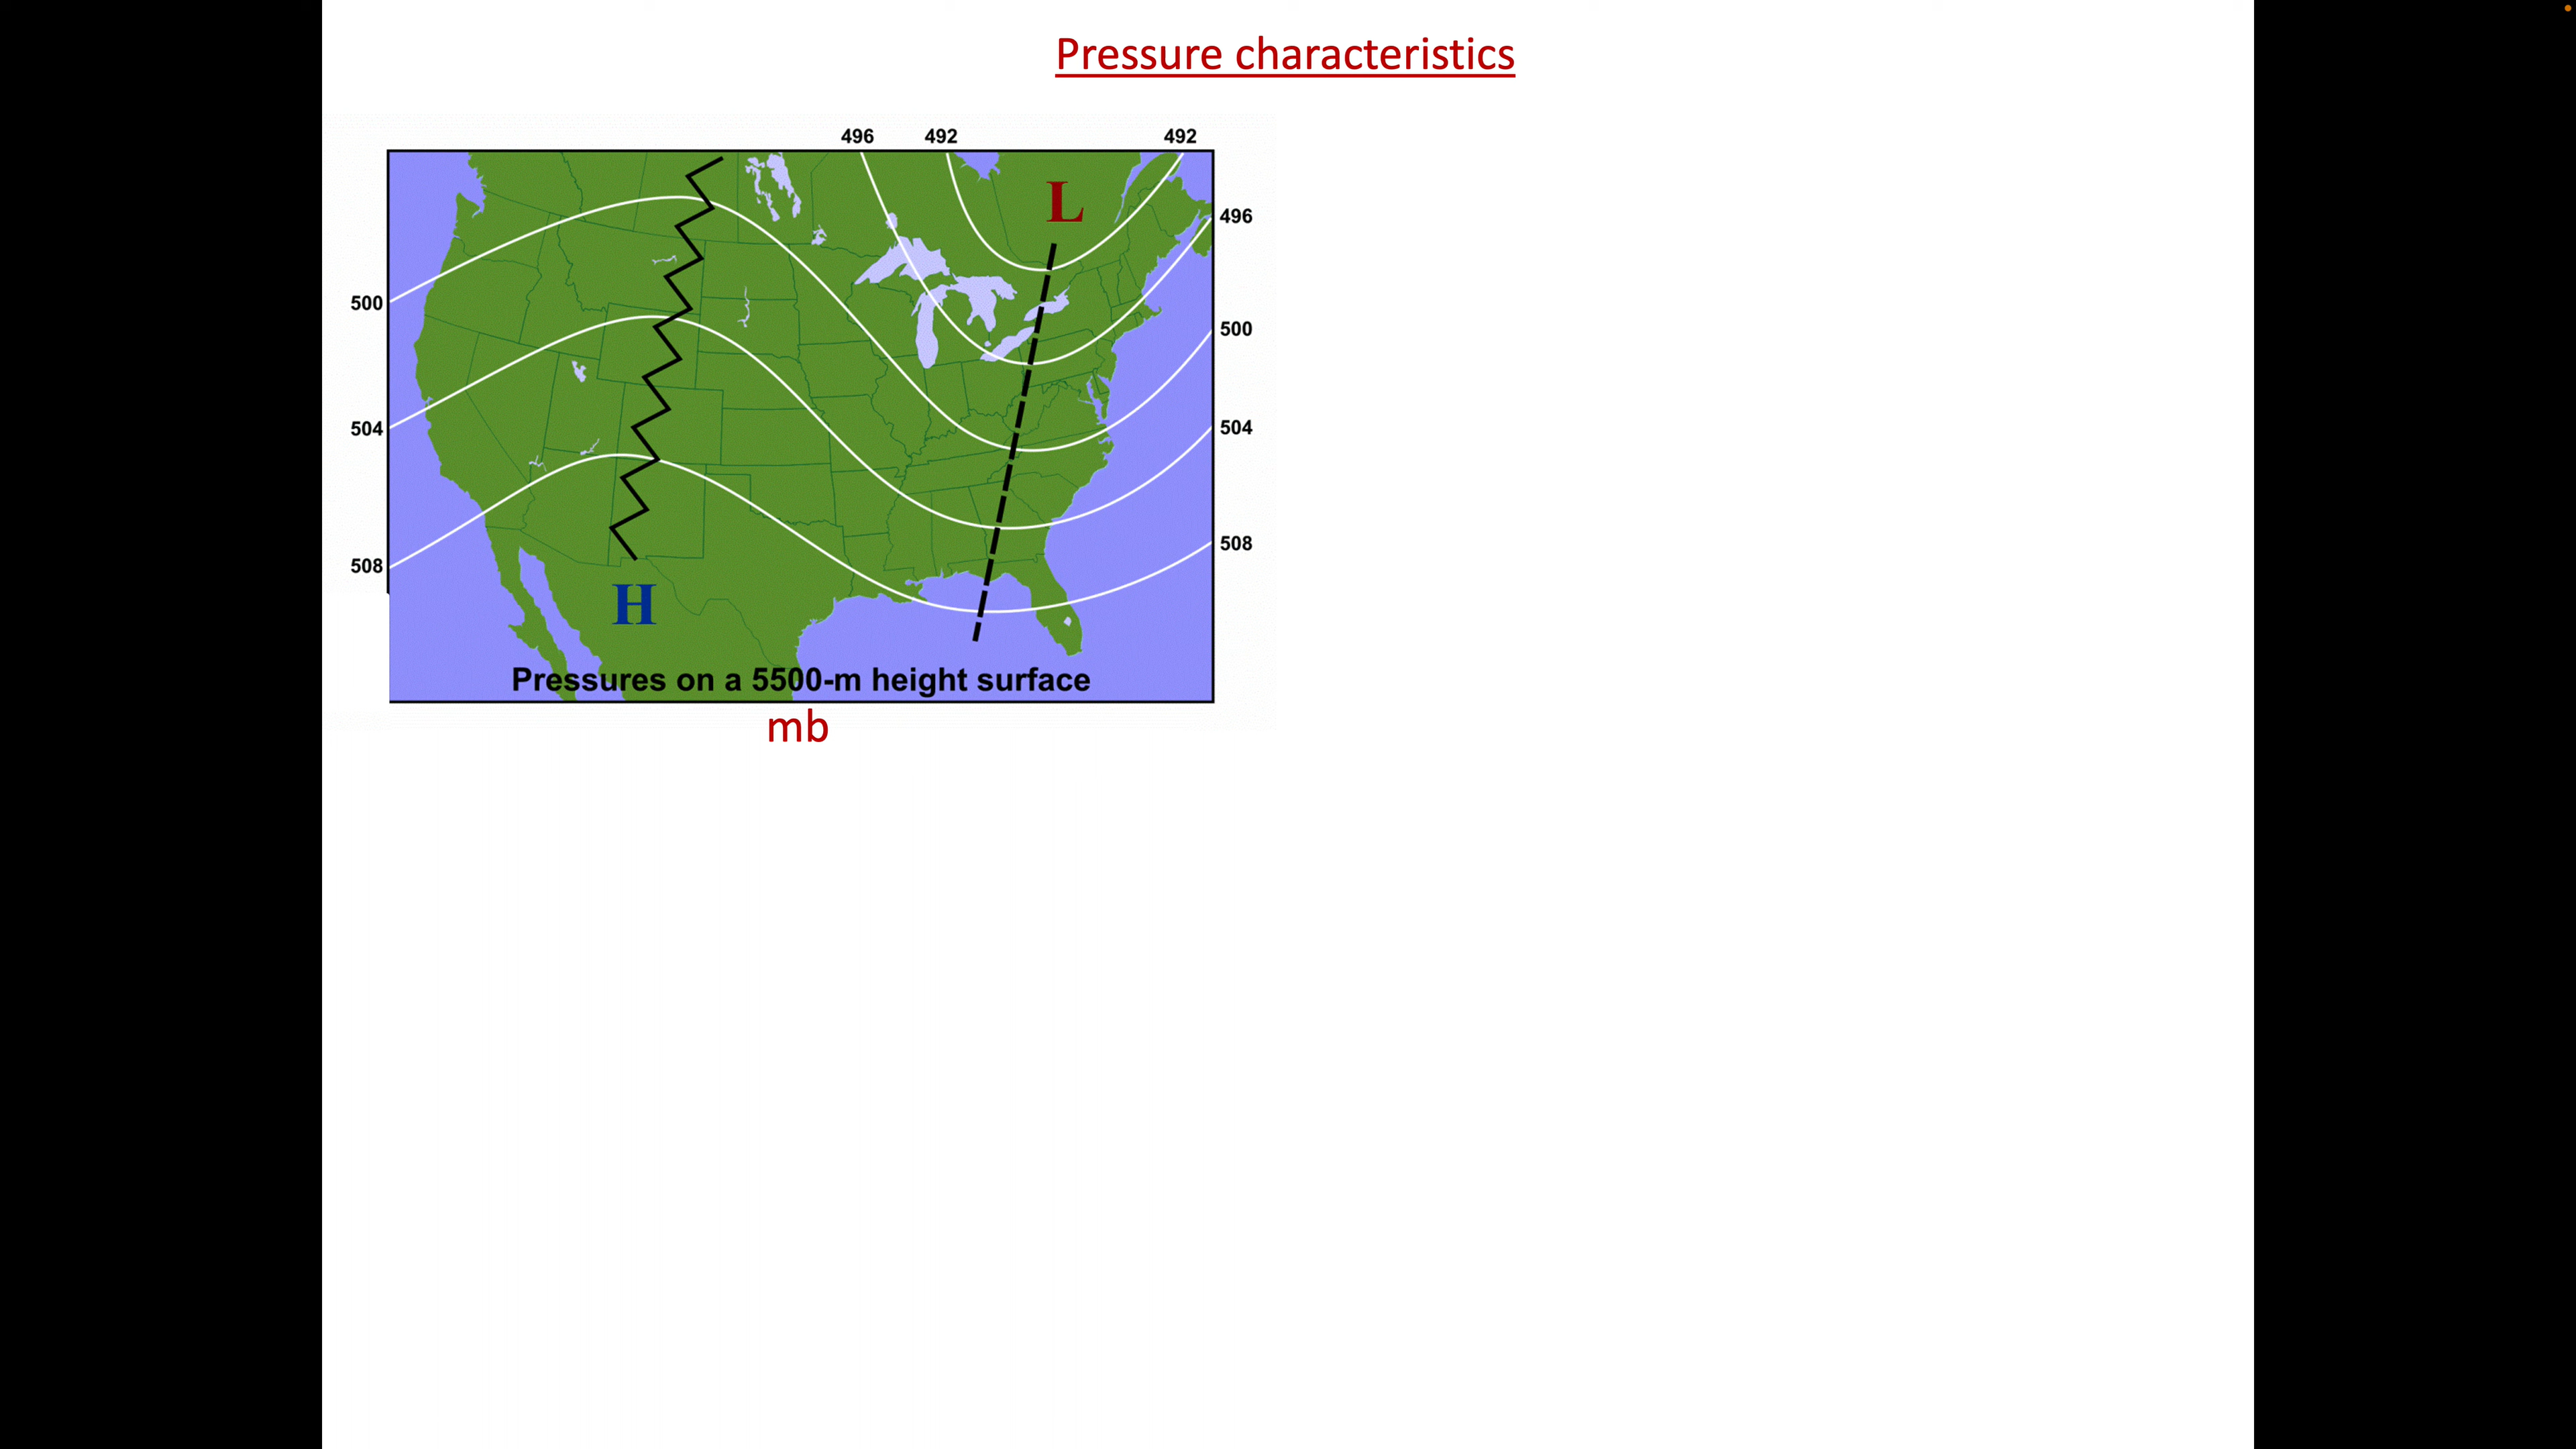 Pressure characteristics
496 492 492
L
496
500
500
504
504
508
508
H
Pressures on a 5500-m height surface
mb